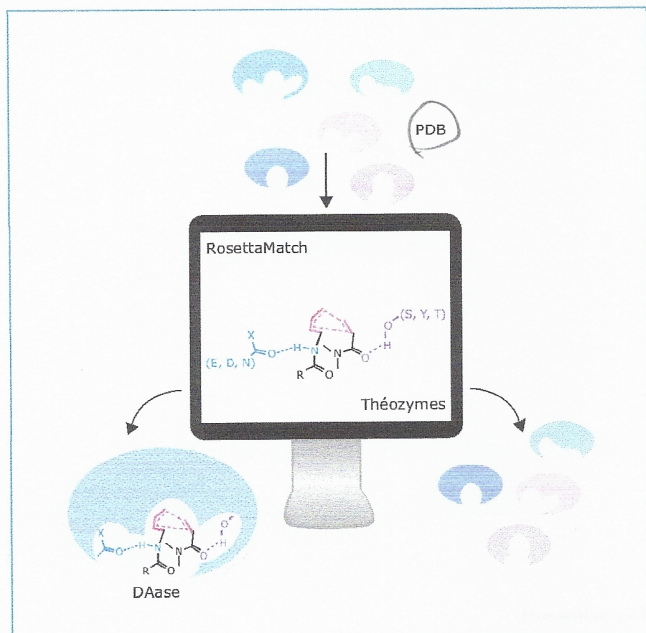 PDB
RosettaMatch
O (S, Y, T)
H
X
O H N N O
(E, D, N)
R O
Théozymes
X O
O H N N O H
R O
DAase